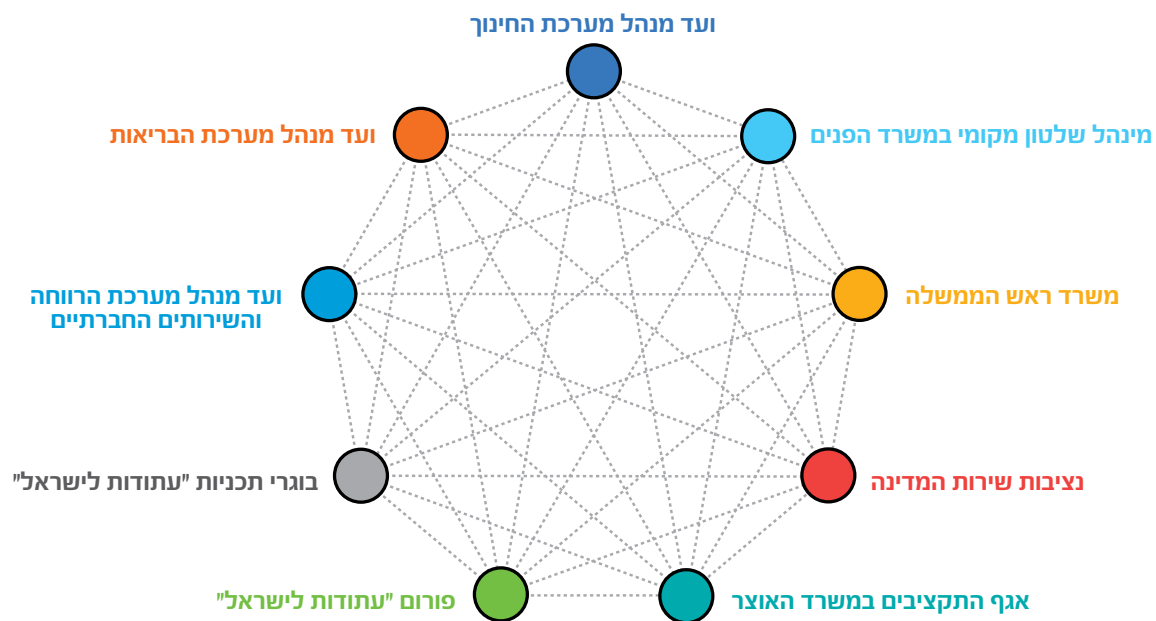 ועד מנהל מערכת החינוך
מינהל שלטון מקומי במשרד הפנים
ועד מנהל מערכת הבריאות
משרד ראש הממשלה
ועד מנהל מערכת הרווחה
והשירותים החברתיים
נציבות שירות המדינה
בוגרי תכניות "עתודות לישראל"
אגף התקציבים במשרד האוצר
פורום "עתודות לישראל"